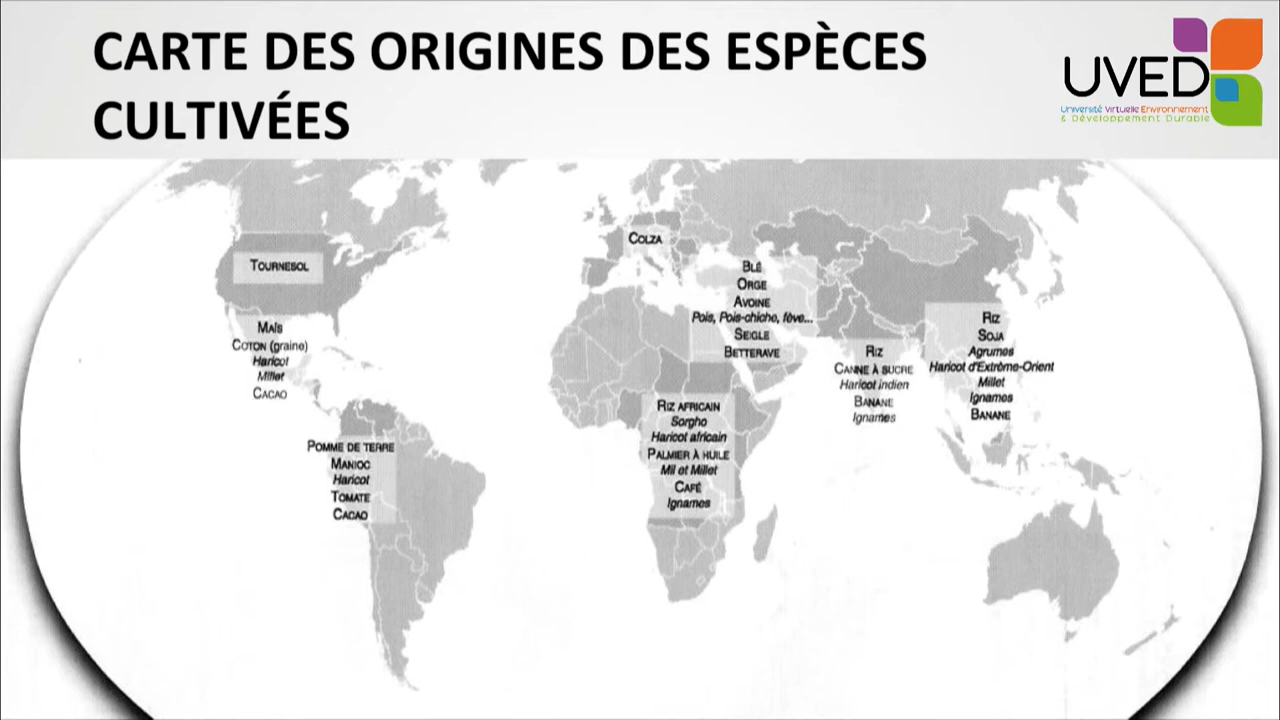 CARTE DES ORIGINES DES ESPÈCES
CULTIVÉES
UVED
Université Virtuelle Environnement
& Développement Durable
TOURNESOL
MAÏS
COTON (graine)
Haricot
Millet
CACAO
POMME DE TERRE
MANIOC
Haricot
TOMATE
CACAO
COLZA
BLÉ
ORGE
AVOINE
Pois, Pois-chiche, fève...
SEIGLE
BETTERAVE
RIZ AFRICAIN
Sorgho
Haricot africain
PALMIER À HUILE
Mil et Millet
CAFÉ
Ignames
RIZ
CANNE À SUCRE
Haricot indien
BANANE
Ignames
RIZ
SOJA
Agrumes
Haricot d'Extrême-Orient
Millet
Ignames
BANANE